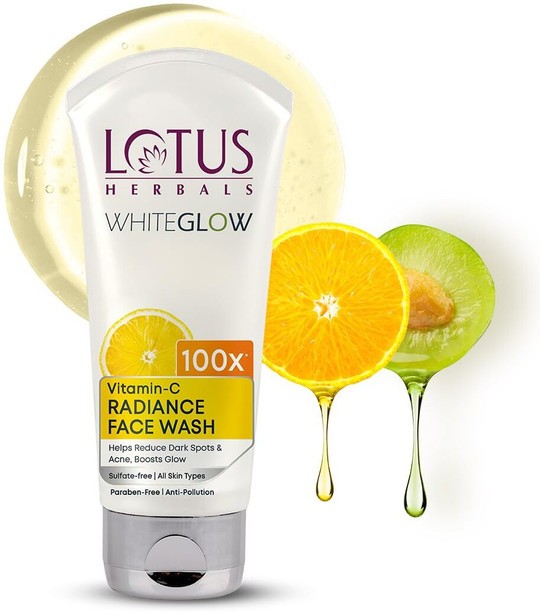 LOTUS
HERBALS
WHITEGLOW
100x*
Vitamin-C
RADIANCE
FACE WASH
Helps Reduce Dark Spots &
Acne, Boosts Glow
Sulfate-free | All Skin Types
Paraben-Free | Anti-Pollution